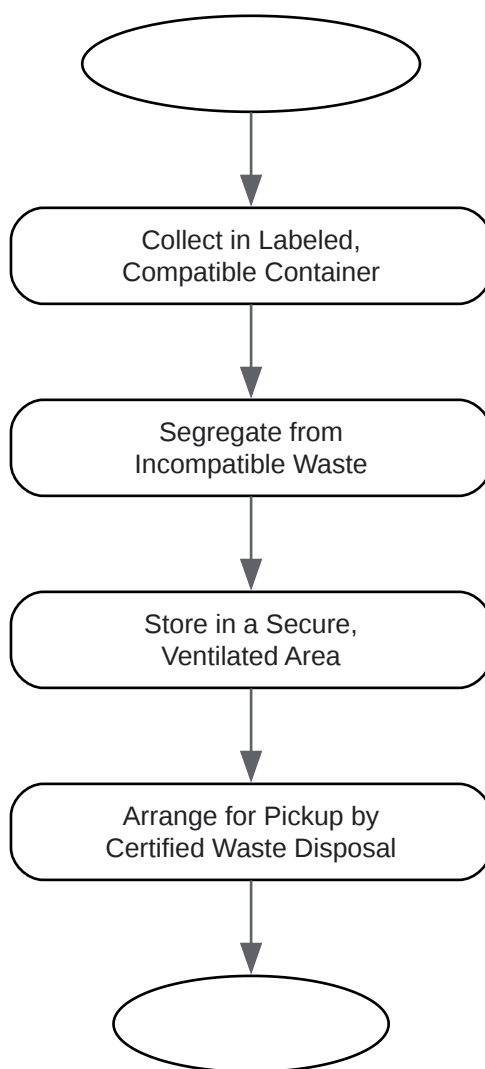 Collect in Labeled,
Compatible Container
Segregate from
Incompatible Waste
Store in a Secure,
Ventilated Area
Arrange for Pickup by
Certified Waste Disposal